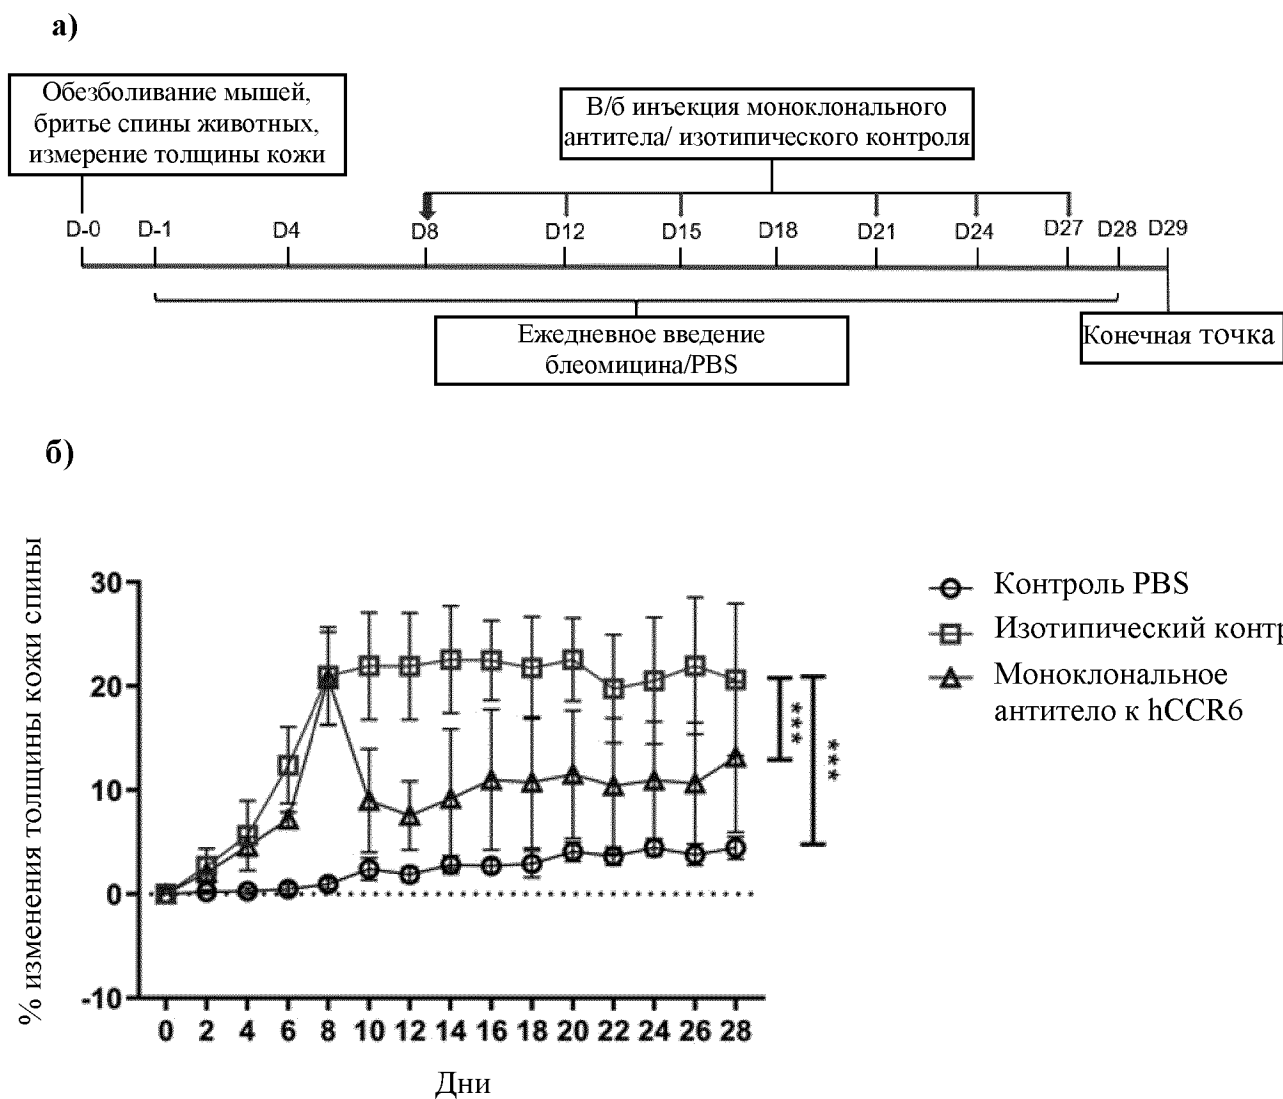 а)
Обезболивание мышей,
бритье спины животных,
измерение толщины кожи
В/б инъекция моноклонального
антитела/ изотипического контроля
D-0 D-1 D4 D8 D12 D15 D18 D21 D24 D27 D28 D29
Ежедневное введение
блеомицина/PBS
Конечная точка
б)
% изменения толщины кожи спины
30
20
10
0
-10
0 2 4 6 8 10 12 14 16 18 20 22 24 26 28
Дни
***
***
Контроль PBS
Изотипический контр
Моноклональное
антитело к hCCR6